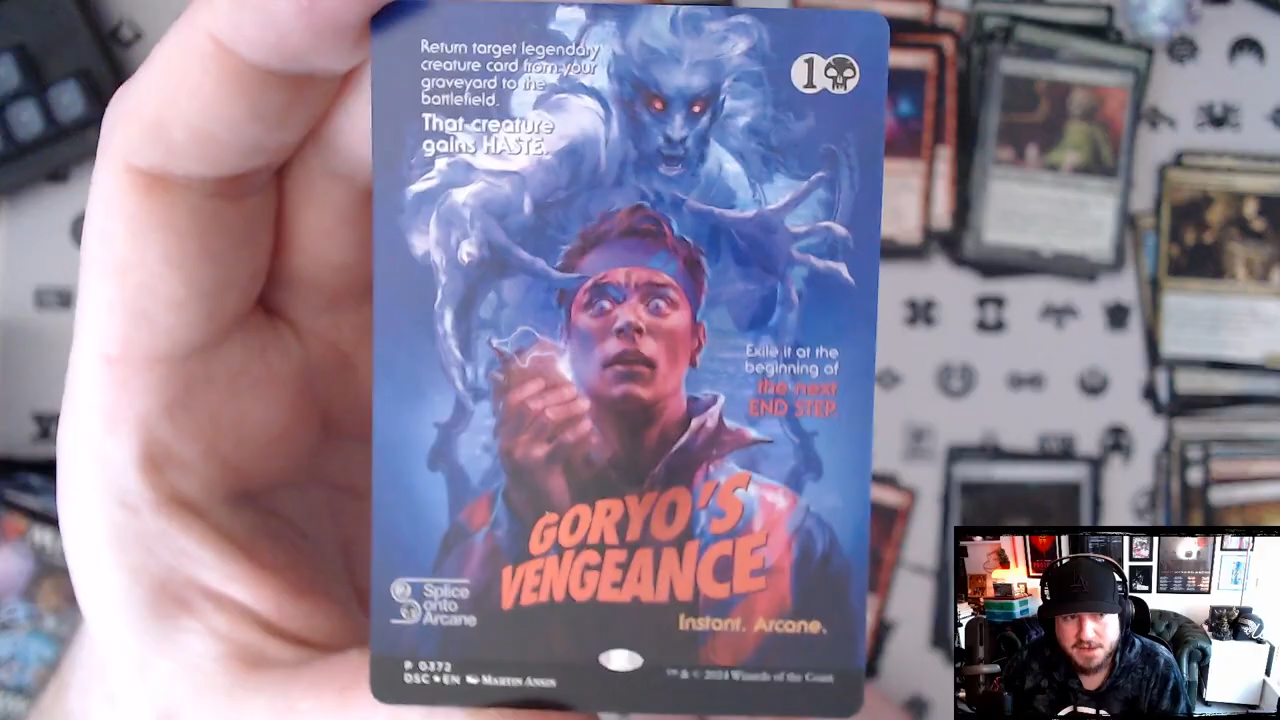 Return target legendary
creature card from your
graveyard to the
battlefield.
That creature
gains HASTE.
1
Exile it at the
beginning of
the next
END STEP.
GORYO'S
VENGEANCE
Splice
onto
Arcane
Instant. Arcane.
P 0372
DSC EN
™ & © 2024 Wizards of the Coast